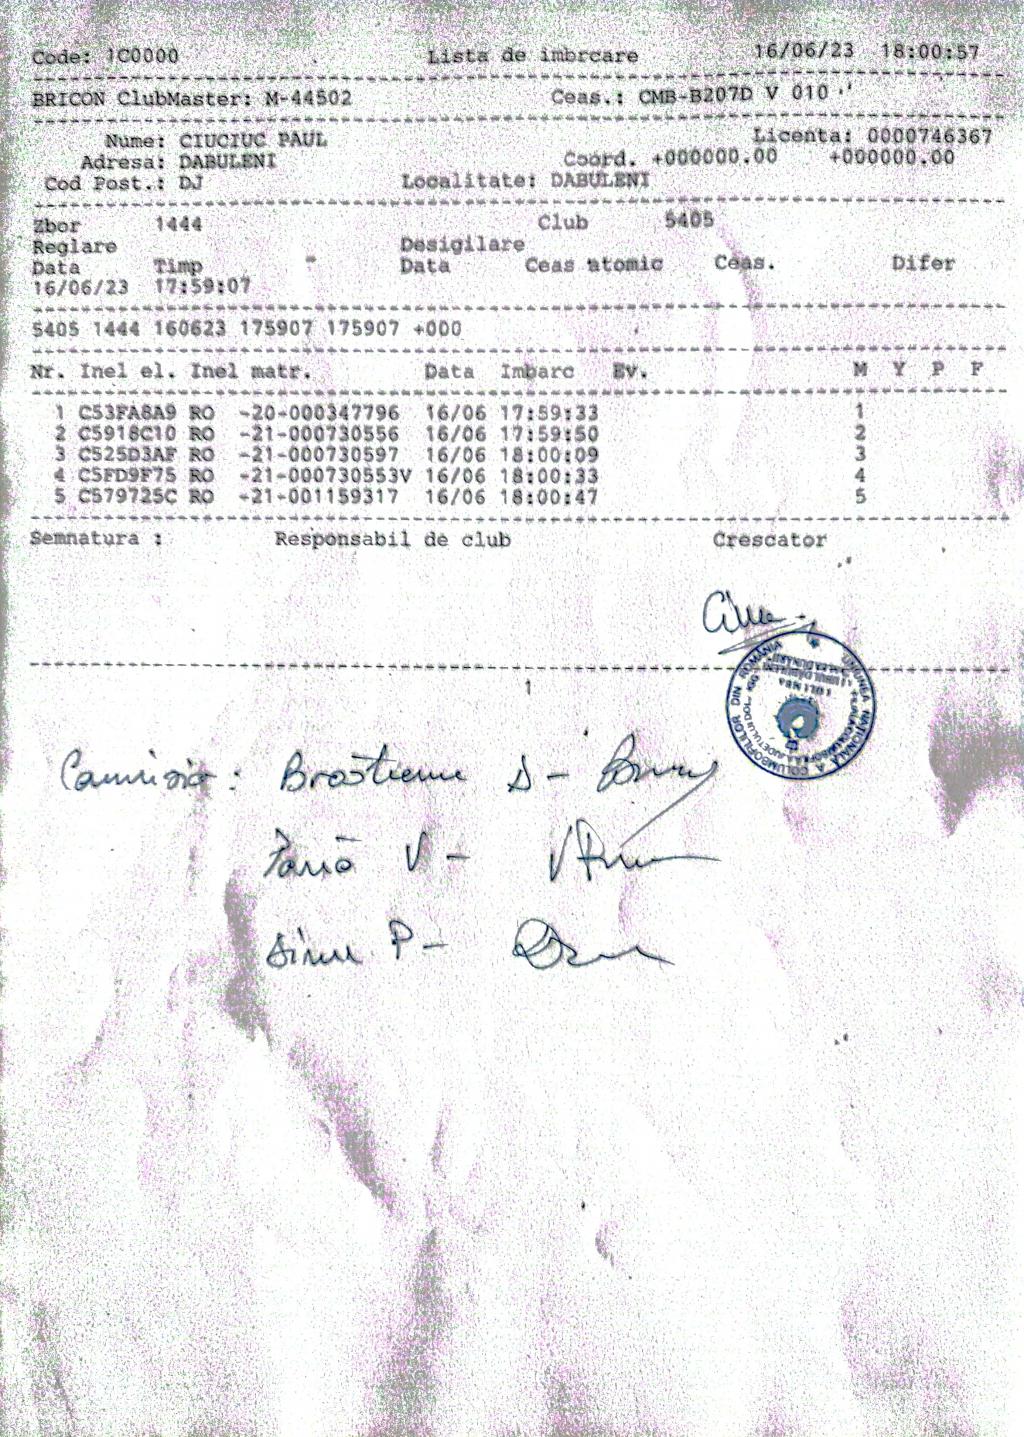 Code: 1C0000 Lista de imbrcare 16/06/23 18:00:57
BRICON ClubMaster: M-44502 Ceas.: CMB-B207D V 010
Nume: CIUCIUC PAUL Licenta: 0000746367
Adresa: DABULENI Coord. +000000.00 +000000.00
Cod Post.: DJ Localitate: DABULENI
Zbor 1444 Club 5405
Reglare Desigilare
Data Timp Data Ceas atomic Ceas. Difer
16/06/23 17:59:07
5405 1444 160623 175907 175907 +000
Nr. Inel el. Inel matr. Data Imbarc Ev. M Y P F
1 C53FA8A9 RO -20-000347796 16/06 17:59:33 1
2 C5918C10 RO -21-000730556 16/06 17:59:50 2
3 C525D3AF RO -21-000730597 16/06 18:00:09 3
4 C5FD9F75 RO -21-000730553V 16/06 18:00:33 4
5 C579725C RO -21-001159317 16/06 18:00:47 5
Semnatura : Responsabil de club Crescator
UNIUNEA NAȚIONALĂ A COLUMBOFILILOR DIN ROMÂNIA
1
V -
P -